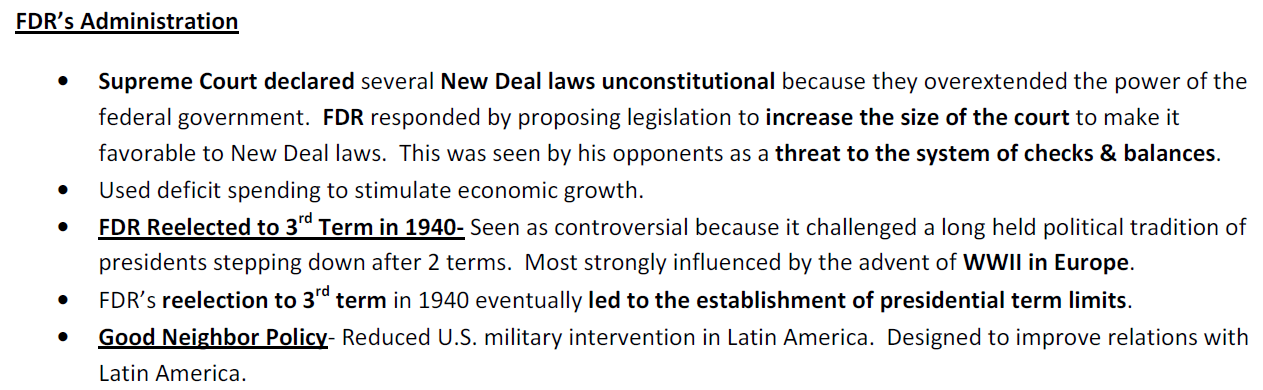 FDR's Administration
• Supreme Court declared several New Deal laws unconstitutional because they overextended the power of the
federal government.  FDR responded by proposing legislation to increase the size of the court to make it
favorable to New Deal laws.  This was seen by his opponents as a threat to the system of checks & balances.
• Used deficit spending to stimulate economic growth.
• FDR Reelected to 3rd Term in 1940- Seen as controversial because it challenged a long held political tradition of
presidents stepping down after 2 terms.  Most strongly influenced by the advent of WWII in Europe.
• FDR's reelection to 3rd term in 1940 eventually led to the establishment of presidential term limits.
• Good Neighbor Policy- Reduced U.S. military intervention in Latin America.  Designed to improve relations with
Latin America.